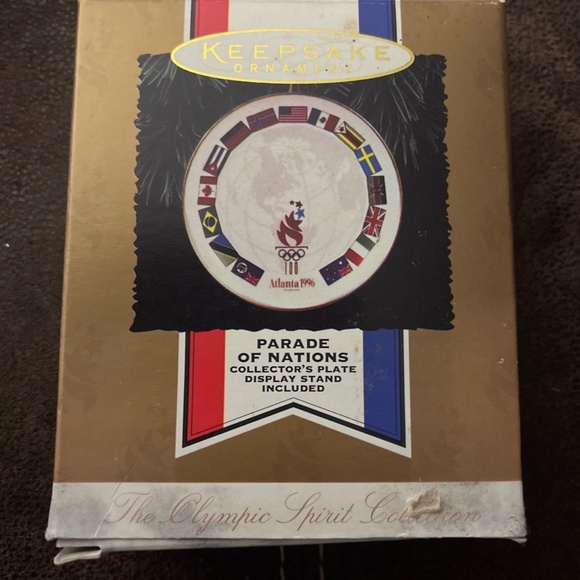 KEEPSAKE
ORNAMENT
Atlanta 1996
PARADE
OF NATIONS
COLLECTOR'S PLATE
DISPLAY STAND
INCLUDED
The Olympic Spirit Collection